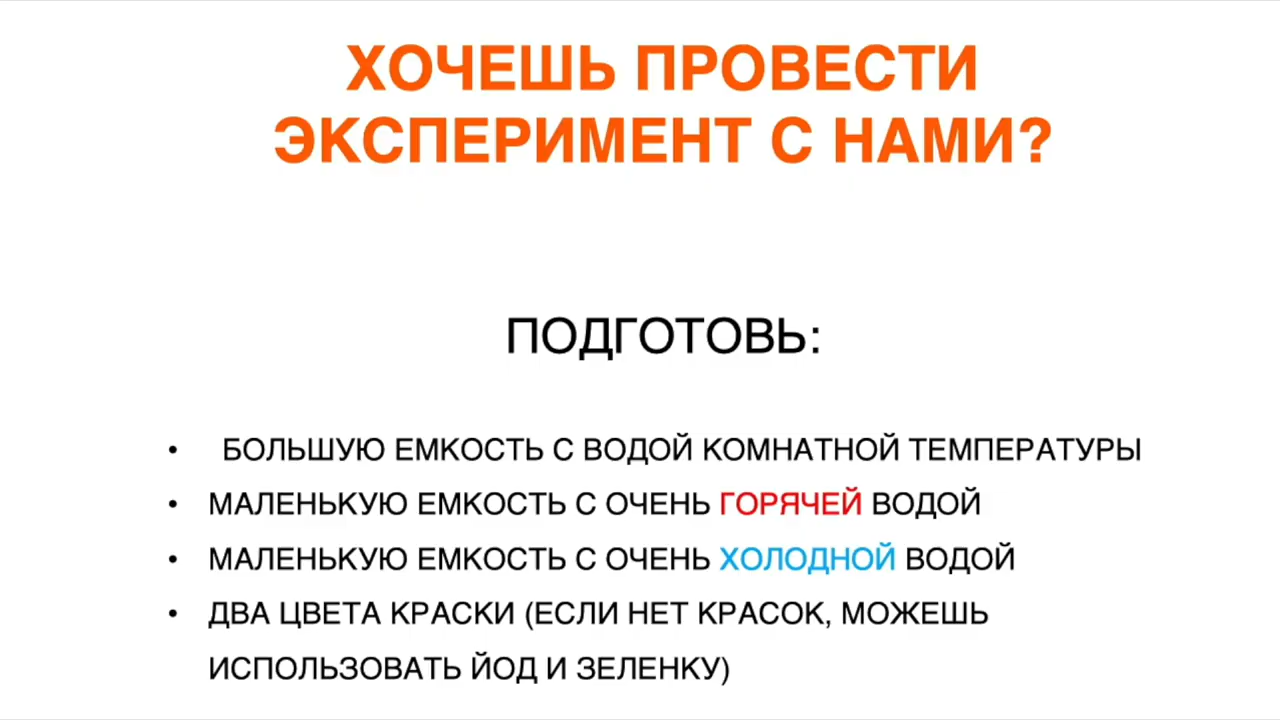 ХОЧЕШЬ ПРОВЕСТИ
ЭКСПЕРИМЕНТ С НАМИ?
ПОДГОТОВЬ:
• БОЛЬШУЮ ЕМКОСТЬ С ВОДОЙ КОМНАТНОЙ ТЕМПЕРАТУРЫ
• МАЛЕНЬКУЮ ЕМКОСТЬ С ОЧЕНЬ ГОРЯЧЕЙ ВОДОЙ
• МАЛЕНЬКУЮ ЕМКОСТЬ С ОЧЕНЬ ХОЛОДНОЙ ВОДОЙ
• ДВА ЦВЕТА КРАСКИ (ЕСЛИ НЕТ КРАСОК, МОЖЕШЬ
ИСПОЛЬЗОВАТЬ ЙОД И ЗЕЛЕНКУ)